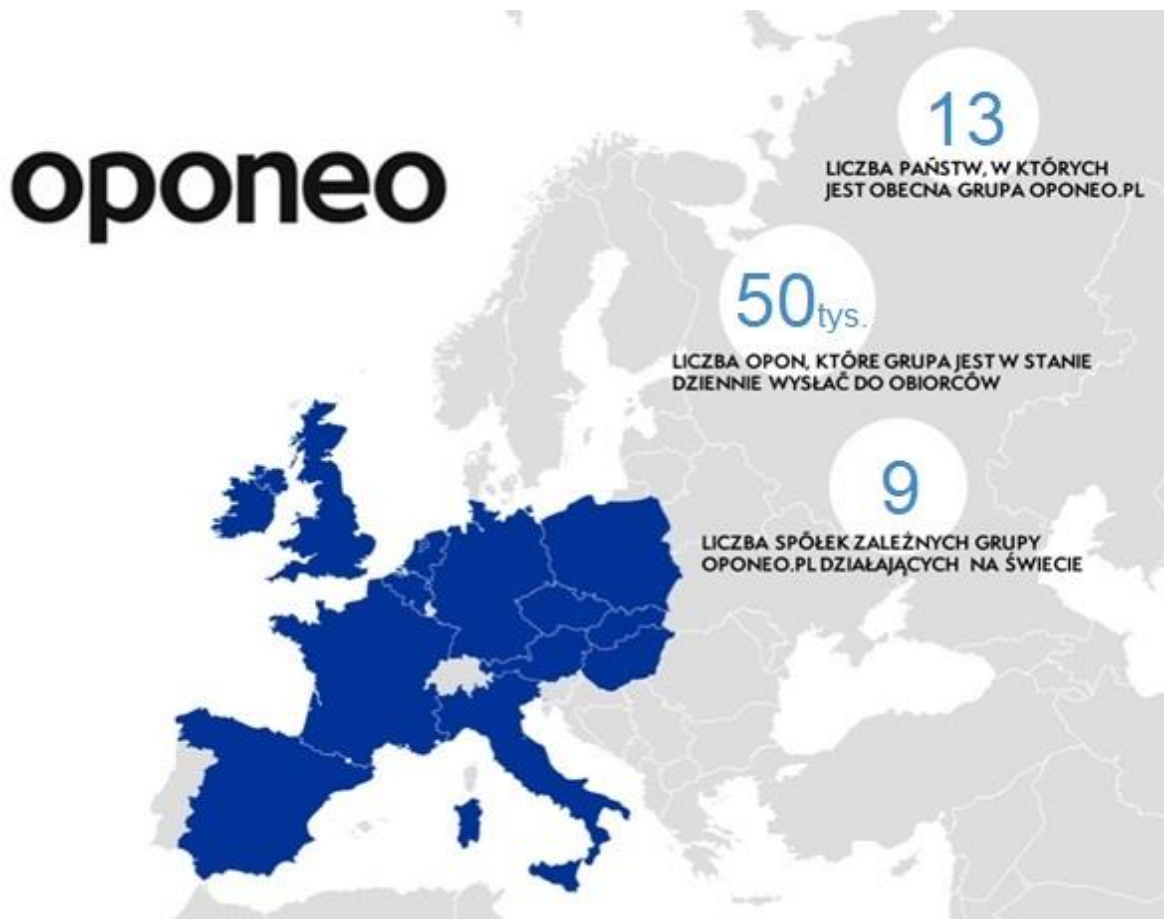 oponeo
13
LICZBA PAŃSTW, W KTÓRYCH
JEST OBECNA GRUPA OPONEO.PL
50tys.
LICZBA OPON, KTÓRE GRUPA JEST W STANIE
DZIENNIE WYSŁAĆ DO OBIORCÓW
9
LICZBA SPÓŁEK ZALEŻNYCH GRUPY
OPONEO.PL DZIAŁAJĄCYCH NA ŚWIECIE